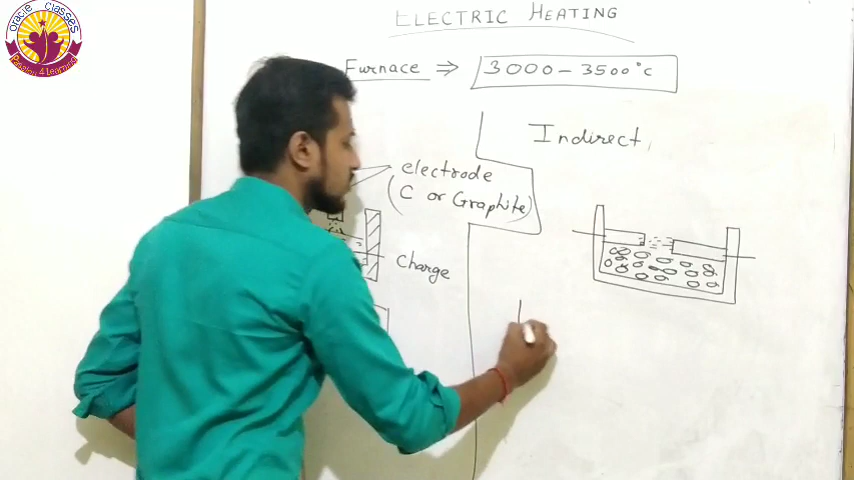 oracle classes
Passion 4 Learning
ELECTRIC HEATING
Furnace ⇒ 3000 - 3500°C
Indirect
electrode
(C or Graphite)
Charge